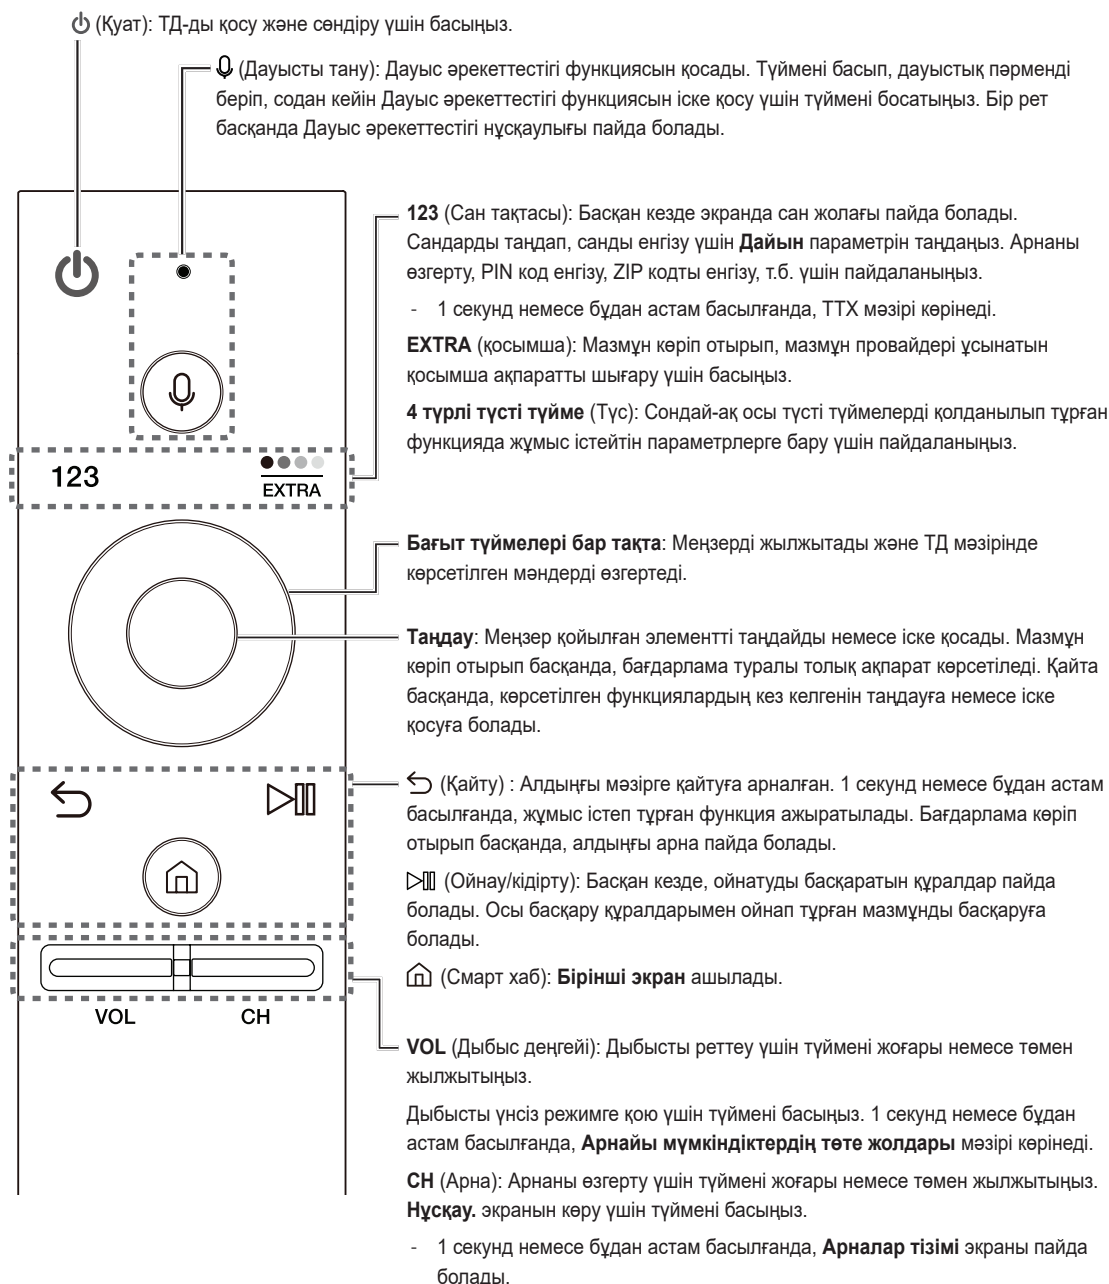 (Қуат): ТД-ды қосу және сөндіру үшін басыңыз.
(Дауысты тану): Дауыс әрекеттестігі функциясын қосады. Түймені басып, дауыстық пәрменді
беріп, содан кейін Дауыс әрекеттестігі функциясын іске қосу үшін түймені босатыңыз. Бір рет
басқанда Дауыс әрекеттестігі нұсқаулығы пайда болады.
123 (Сан тақтасы): Басқан кезде экранда сан жолағы пайда болады.
Сандарды таңдап, санды енгізу үшін Дайын параметрін таңдаңыз. Арнаны
өзгерту, PIN код енгізу, ZIP кодты енгізу, т.б. үшін пайдаланыңыз.
- 1 секунд немесе бұдан астам басылғанда, TTX мәзірі көрінеді.
EXTRA (қосымша): Мазмұн көріп отырып, мазмұн провайдері ұсынатын
қосымша ақпаратты шығару үшін басыңыз.
4 түрлі түсті түйме (Түс): Сондай-ақ осы түсті түймелерді қолданылып тұрған
функцияда жұмыс істейтін параметрлерге бару үшін пайдаланыңыз.
123
EXTRA
Бағыт түймелері бар тақта: Меңзерді жылжытады және ТД мәзірінде
көрсетілген мәндерді өзгертеді.
Таңдау: Меңзер қойылған элементті таңдайды немесе іске қосады. Мазмұн
көріп отырып басқанда, бағдарлама туралы толық ақпарат көрсетіледі. Қайта
басқанда, көрсетілген функциялардың кез келгенін таңдауға немесе іске
қосуға болады.
(Қайту) : Алдыңғы мәзірге қайтуға арналған. 1 секунд немесе бұдан астам
басылғанда, жұмыс істеп тұрған функция ажыратылады. Бағдарлама көріп
отырып басқанда, алдыңғы арна пайда болады.
(Ойнау/кідірту): Басқан кезде, ойнатуды басқаратын құралдар пайда
болады. Осы басқару құралдарымен ойнап тұрған мазмұнды басқаруға
болады.
(Смарт хаб): Бірінші экран ашылады.
VOL
CH
VOL (Дыбыс деңгейі): Дыбысты реттеу үшін түймені жоғары немесе төмен
жылжытыңыз.
Дыбысты үнсіз режимге қою үшін түймені басыңыз. 1 секунд немесе бұдан
астам басылғанда, Арнайы мүмкіндіктердің төте жолдары мәзірі көрінеді.
CH (Арна): Арнаны өзгерту үшін түймені жоғары немесе төмен жылжытыңыз.
Нұсқау. экранын көру үшін түймені басыңыз.
- 1 секунд немесе бұдан астам басылғанда, Арналар тізімі экраны пайда
болады.